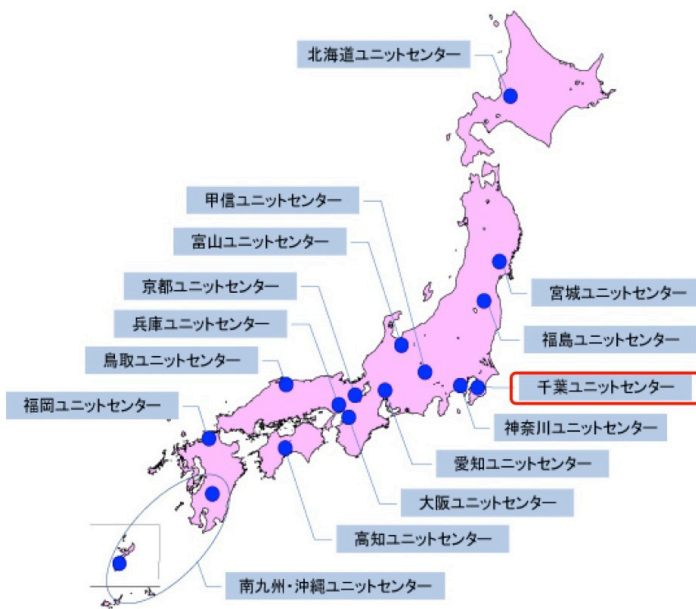 北海道ユニットセンター
甲信ユニットセンター
富山ユニットセンター
京都ユニットセンター
兵庫ユニットセンター
鳥取ユニットセンター
福岡ユニットセンター
宮城ユニットセンター
福島ユニットセンター
千葉ユニットセンター
神奈川ユニットセンター
愛知ユニットセンター
大阪ユニットセンター
高知ユニットセンター
南九州・沖縄ユニットセンター